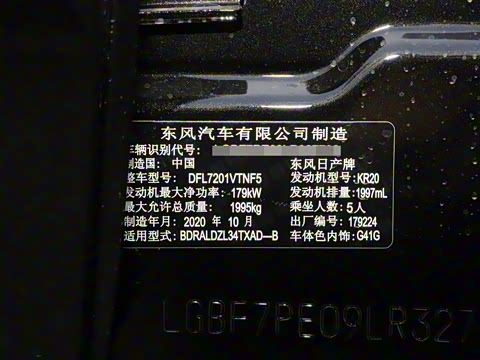 东风汽车有限公司制造
车辆识别代号:
制造国: 中国 东风日产牌
整车型号: DFL7201VTNF5 发动机型号: KR20
发动机最大净功率: 179kW 发动机排量: 1997mL
最大允许总质量: 1995kg 乘坐人数: 5人
制造年月: 2020 年 10 月 出厂编号: 179224
适用型式: BDRALDZL34TXAD—B 车体色内饰: G41G
LGBF7PE09LR327